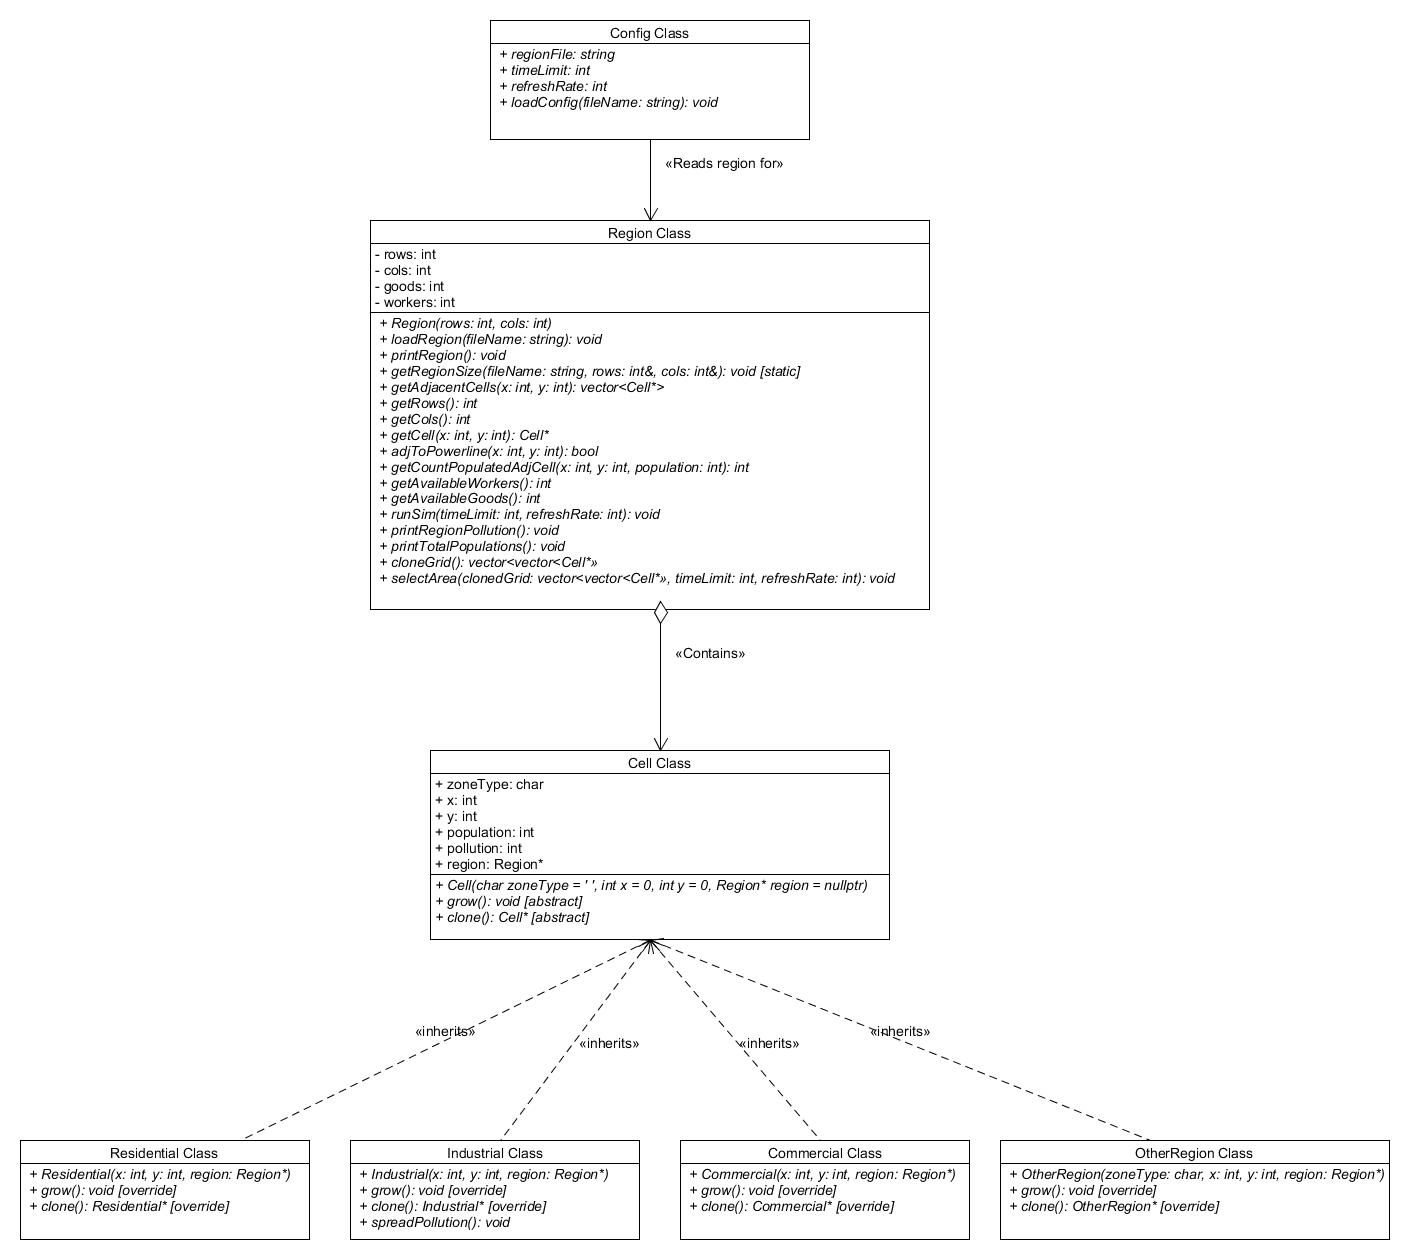 Config Class
+ regionFile: string
+ timeLimit: int
+ refreshRate: int
+ loadConfig(fileName: string): void
«Reads region for»
Region Class
- rows: int
- cols: int
- goods: int
- workers: int
+ Region(rows: int, cols: int)
+ loadRegion(fileName: string): void
+ printRegion(): void
+ getRegionSize(fileName: string, rows: int&, cols: int&): void [static]
+ getAdjacentCells(x: int, y: int): vector<Cell*>
+ getRows(): int
+ getCols(): int
+ getCell(x: int, y: int): Cell*
+ adjToPowerline(x: int, y: int): bool
+ getCountPopulatedAdjCell(x: int, y: int, population: int): int
+ getAvailableWorkers(): int
+ getAvailableGoods(): int
+ runSim(timeLimit: int, refreshRate: int): void
+ printRegionPollution(): void
+ printTotalPopulations(): void
+ cloneGrid(): vector<vector<Cell*»
+ selectArea(clonedGrid: vector<vector<Cell*», timeLimit: int, refreshRate: int): void
«Contains»
Cell Class
+ zoneType: char
+ x: int
+ y: int
+ population: int
+ pollution: int
+ region: Region*
+ Cell(char zoneType = ' ', int x = 0, int y = 0, Region* region = nullptr)
+ grow(): void [abstract]
+ clone(): Cell* [abstract]
«inherits»
«inherits»
«inherits»
«inherits»
Residential Class
+ Residential(x: int, y: int, region: Region*)
+ grow(): void [override]
+ clone(): Residential* [override]
Industrial Class
+ Industrial(x: int, y: int, region: Region*)
+ grow(): void [override]
+ clone(): Industrial* [override]
+ spreadPollution(): void
Commercial Class
+ Commercial(x: int, y: int, region: Region*)
+ grow(): void [override]
+ clone(): Commercial* [override]
OtherRegion Class
+ OtherRegion(zoneType: char, x: int, y: int, region: Region*)
+ grow(): void [override]
+ clone(): OtherRegion* [override]